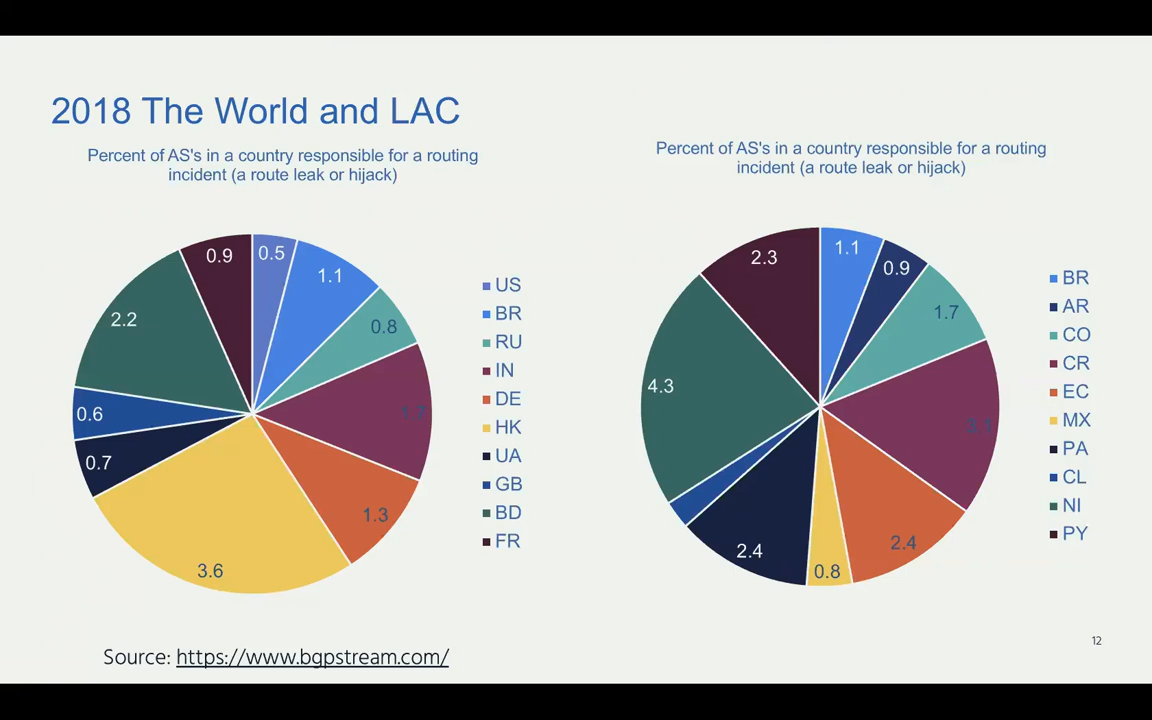 2018 The World and LAC
Percent of AS's in a country responsible for a routing
incident (a route leak or hijack)
0.5
1.1
0.8
1.7
1.3
3.6
0.7
0.6
2.2
0.9
US
BR
RU
IN
DE
HK
UA
GB
BD
FR
Percent of AS's in a country responsible for a routing
incident (a route leak or hijack)
1.1
0.9
1.7
3.1
2.4
0.8
2.4
4.3
2.3
BR
AR
CO
CR
EC
MX
PA
CL
NI
PY
Source: https://www.bgpstream.com/
12